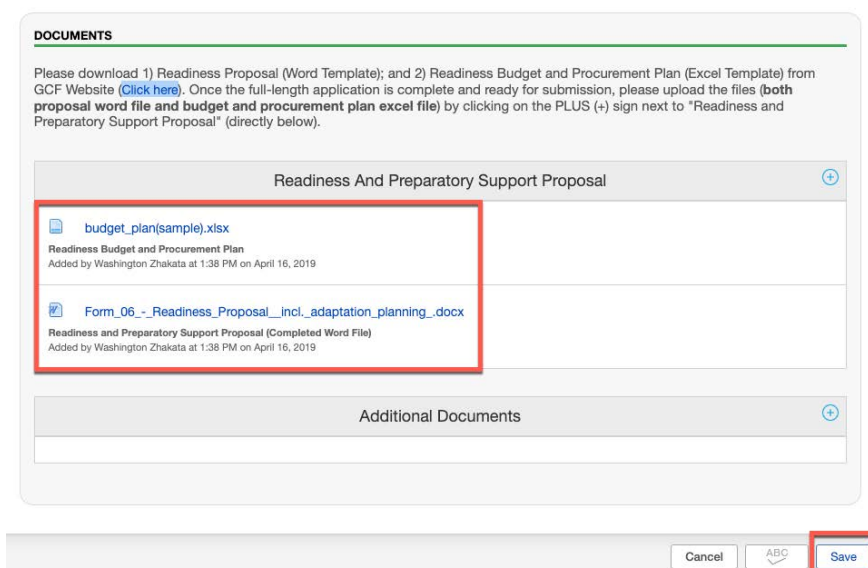 DOCUMENTS
Please download 1) Readiness Proposal (Word Template); and 2) Readiness Budget and Procurement Plan (Excel Template) from
GCF Website (Click here). Once the full-length application is complete and ready for submission, please upload the files (both
proposal word file and budget and procurement plan excel file) by clicking on the PLUS (+) sign next to "Readiness and
Preparatory Support Proposal" (directly below).
Readiness And Preparatory Support Proposal
budget_plan(sample).xlsx
Readiness Budget and Procurement Plan
Added by Washington Zhakata at 1:38 PM on April 16, 2019
Form_06_-_Readiness_Proposal__incl._adaptation_planning_.docx
Readiness and Preparatory Support Proposal (Completed Word File)
Added by Washington Zhakata at 1:38 PM on April 16, 2019
Additional Documents
Cancel ABC Save